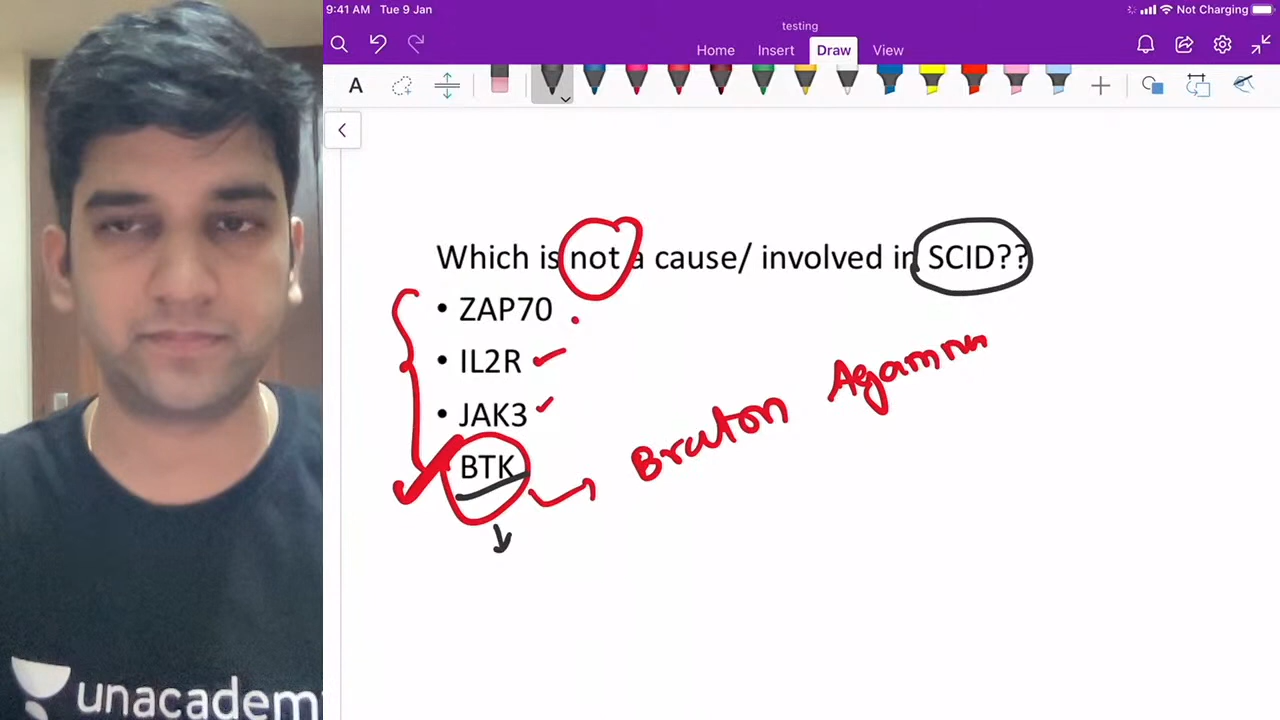 9:41 AM Tue 9 Jan
Not Charging
testing
Home Insert Draw View
A
Which is not a cause/ involved in SCID??
• ZAP70
• IL2R
• JAK3
BTK
Bruton Agamma
unacadem